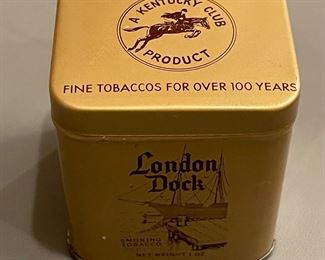 A KENTUCKY CLUB
PRODUCT
FINE TOBACCOS FOR OVER 100 YEARS
London
Dock
SMOKING
TOBACCO
NET WEIGHT 1 OZ.